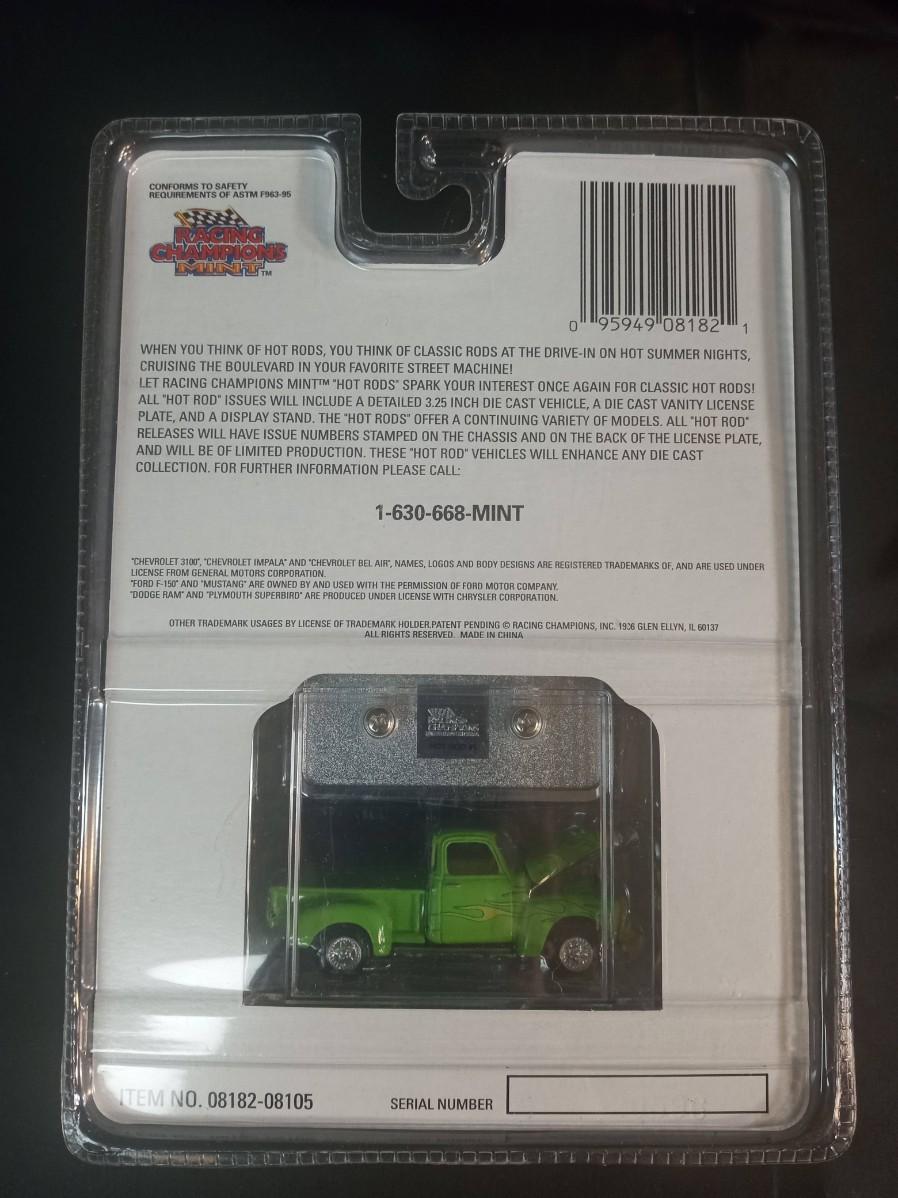 CONFORMS TO SAFETY
REQUIREMENTS OF ASTM F963-95
RACING
CHAMPIONS
MINT™
0 95949 08182 1
WHEN YOU THINK OF HOT RODS, YOU THINK OF CLASSIC RODS AT THE DRIVE-IN ON HOT SUMMER NIGHTS,
CRUISING THE BOULEVARD IN YOUR FAVORITE STREET MACHINE!
LET RACING CHAMPIONS MINT™ "HOT RODS" SPARK YOUR INTEREST ONCE AGAIN FOR CLASSIC HOT RODS!
ALL "HOT ROD" ISSUES WILL INCLUDE A DETAILED 3.25 INCH DIE CAST VEHICLE, A DIE CAST VANITY LICENSE
PLATE, AND A DISPLAY STAND. THE "HOT RODS" OFFER A CONTINUING VARIETY OF MODELS. ALL "HOT ROD"
RELEASES WILL HAVE ISSUE NUMBERS STAMPED ON THE CHASSIS AND ON THE BACK OF THE LICENSE PLATE,
AND WILL BE OF LIMITED PRODUCTION. THESE "HOT ROD" VEHICLES WILL ENHANCE ANY DIE CAST
COLLECTION. FOR FURTHER INFORMATION PLEASE CALL:
1-630-668-MINT
"CHEVROLET 3100", "CHEVROLET IMPALA" AND "CHEVROLET BEL AIR", NAMES, LOGOS AND BODY DESIGNS ARE REGISTERED TRADEMARKS OF, AND ARE USED UNDER
LICENSE FROM GENERAL MOTORS CORPORATION.
"FORD F-150" AND "MUSTANG" ARE OWNED BY AND USED WITH THE PERMISSION OF FORD MOTOR COMPANY.
"DODGE RAM" AND "PLYMOUTH SUPERBIRD" ARE PRODUCED UNDER LICENSE WITH CHRYSLER CORPORATION.
OTHER TRADEMARK USAGES BY LICENSE OF TRADEMARK HOLDER.PATENT PENDING © RACING CHAMPIONS, INC. GLEN ELLYN, IL 60137
ALL RIGHTS RESERVED. MADE IN CHINA
RACING
CHAMPIONS
ITEM NO. 08182-08105
SERIAL NUMBER